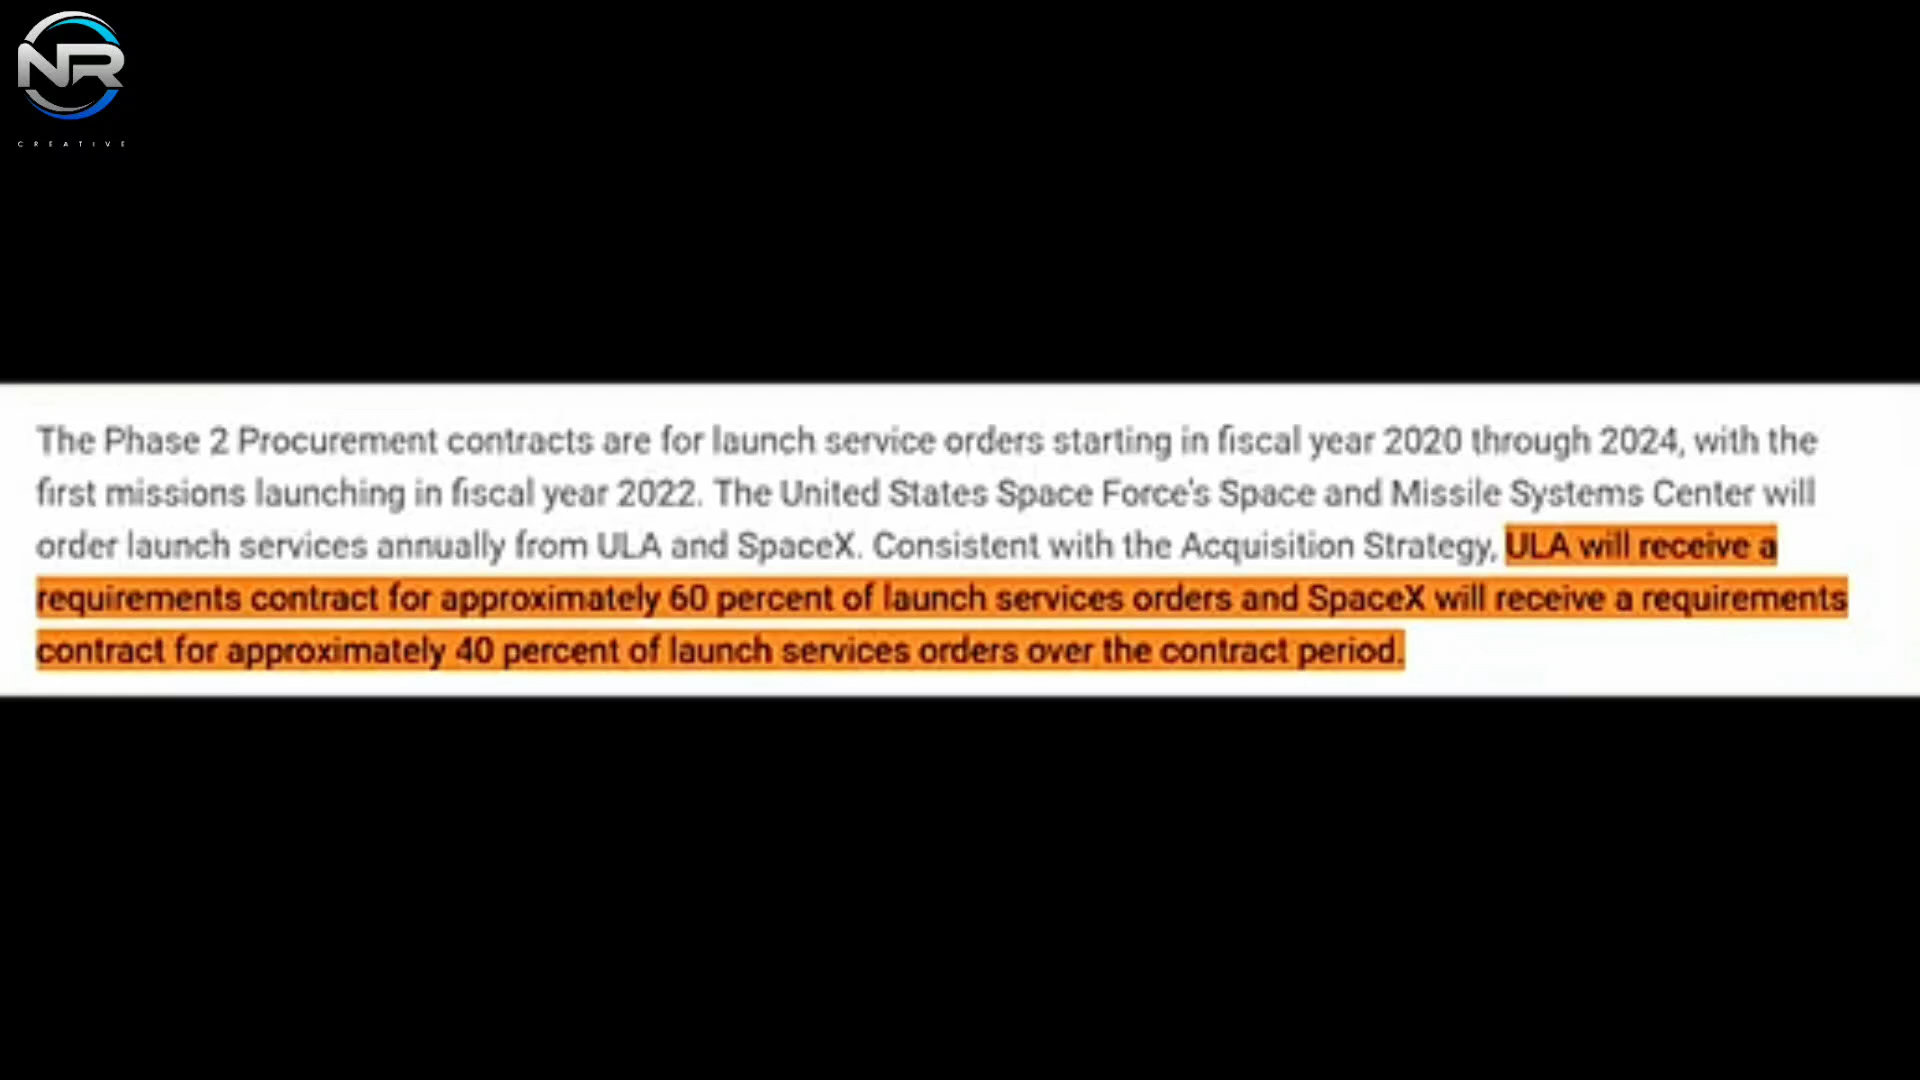 NR
CREATIVE
The Phase 2 Procurement contracts are for launch service orders starting in fiscal year 2020 through 2024, with the
first missions launching in fiscal year 2022. The United States Space Force's Space and Missile Systems Center will
order launch services annually from ULA and SpaceX. Consistent with the Acquisition Strategy, ULA will receive a
requirements contract for approximately 60 percent of launch services orders and SpaceX will receive a requirements
contract for approximately 40 percent of launch services orders over the contract period.